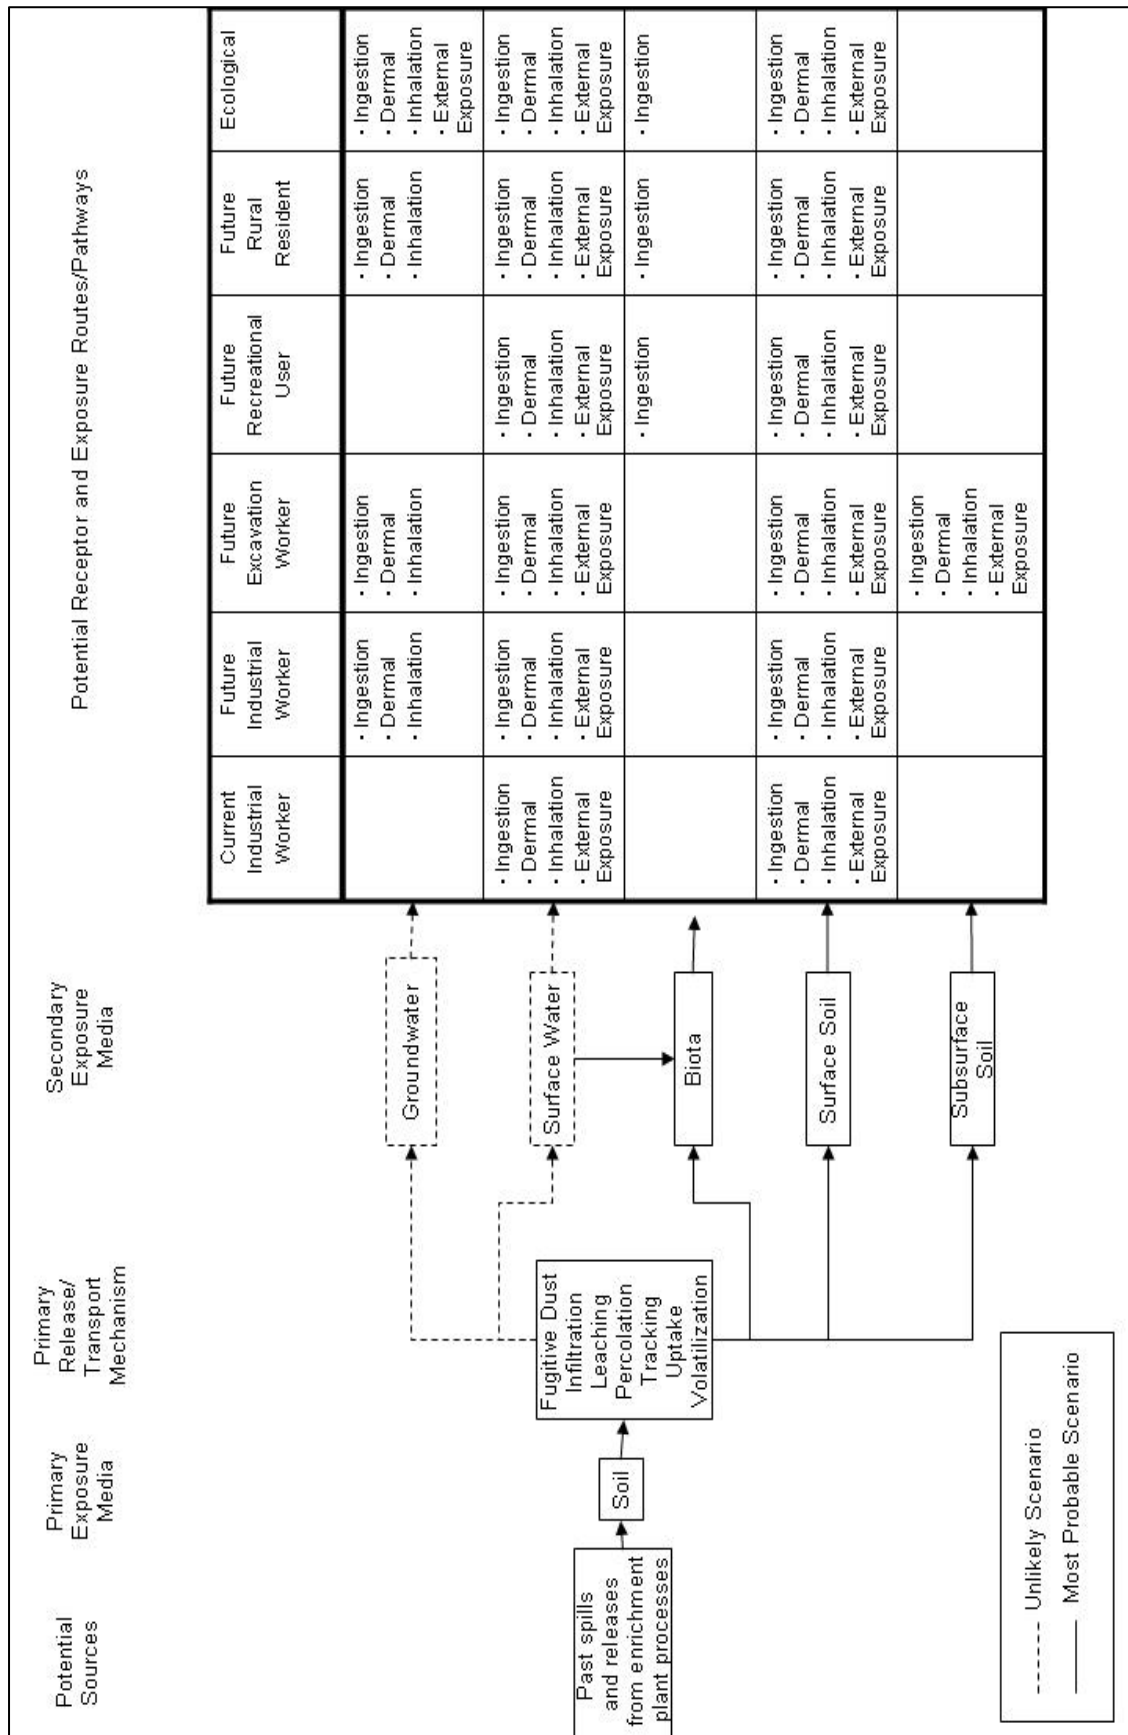 Potential Receptor and Exposure Routes/Pathways
Potential
Sources
Primary
Exposure
Media
Primary
Release/
Transport
Mechanism
Secondary
Exposure
Media
Current
Industrial
Worker
Future
Industrial
Worker
Future
Excavation
Worker
Future
Recreational
User
Future
Rural
Resident
Ecological
Past spills
and releases
from enrichment
plant processes
Soil
Fugitive Dust
Infiltration
Leaching
Percolation
Tracking
Uptake
Volatilization
Groundwater
· Ingestion
· Dermal
· Inhalation
· Ingestion
· Dermal
· Inhalation
· Ingestion
· Dermal
· Inhalation
· Ingestion
· Dermal
· Inhalation
· External
Exposure
Surface Water
· Ingestion
· Dermal
· Inhalation
· External
Exposure
· Ingestion
· Dermal
· Inhalation
· External
Exposure
· Ingestion
· Dermal
· Inhalation
· External
Exposure
· Ingestion
· Dermal
· Inhalation
· External
Exposure
· Ingestion
· Dermal
· Inhalation
· External
Exposure
· Ingestion
· Dermal
· Inhalation
· External
Exposure
Biota
· Ingestion
· Ingestion
· Ingestion
Surface Soil
· Ingestion
· Dermal
· Inhalation
· External
Exposure
· Ingestion
· Dermal
· Inhalation
· External
Exposure
· Ingestion
· Dermal
· Inhalation
· External
Exposure
· Ingestion
· Dermal
· Inhalation
· External
Exposure
· Ingestion
· Dermal
· Inhalation
· External
Exposure
· Ingestion
· Dermal
· Inhalation
· External
Exposure
Subsurface
Soil
· Ingestion
· Dermal
· Inhalation
· External
Exposure
Unlikely Scenario
Most Probable Scenario